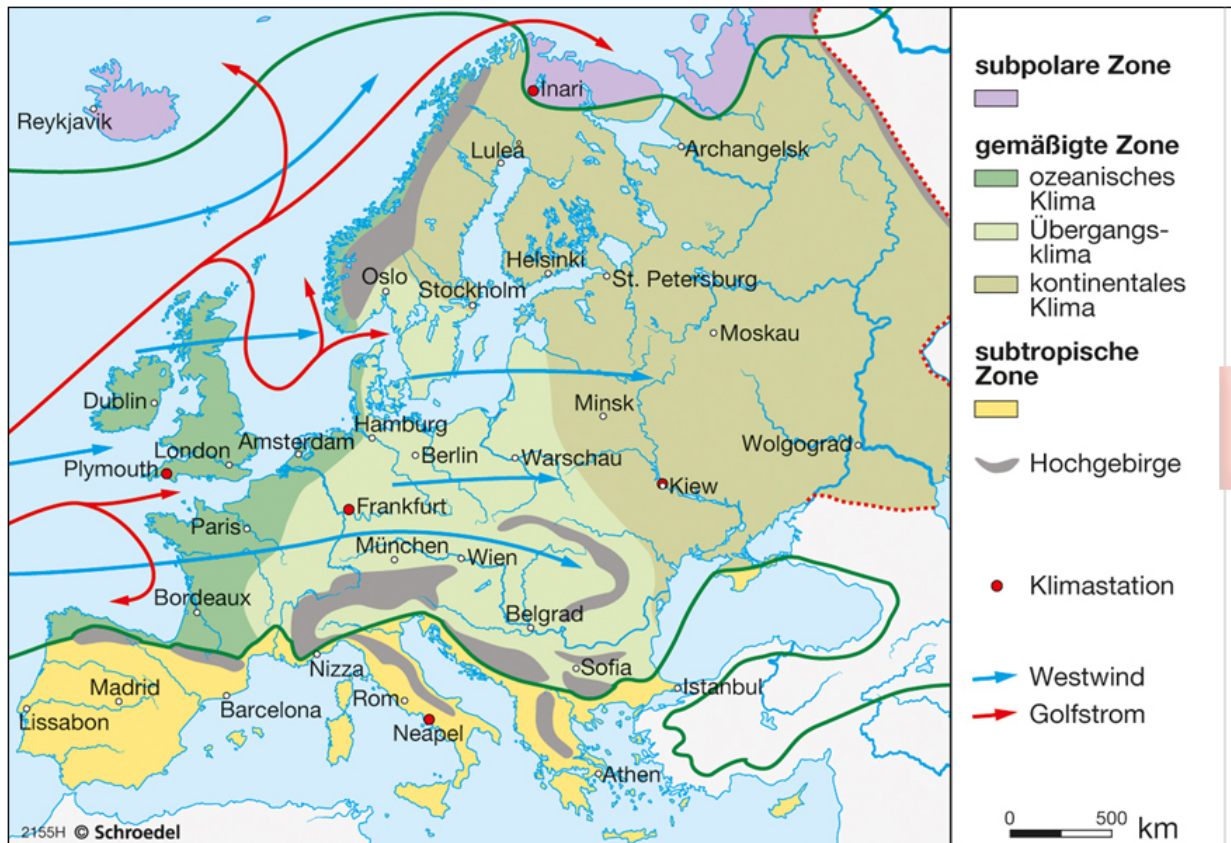 Reykjavik
Inari
Luleå
Archangelsk
Oslo
Helsinki
St. Petersburg
Stockholm
Moskau
Dublin
Minsk
Hamburg
London
Amsterdam
Berlin
Warschau
Wolgograd
Plymouth
Kiew
Frankfurt
Paris
München
Wien
Bordeaux
Belgrad
Nizza
Sofia
Madrid
Rom
Istanbul
Barcelona
Lissabon
Neapel
Athen
2155H © Schroedel
subpolare Zone
gemäßigte Zone
ozeanisches
Klima
Übergangs-
klima
kontinentales
Klima
subtropische
Zone
Hochgebirge
Klimastation
Westwind
Golfstrom
0 500 km